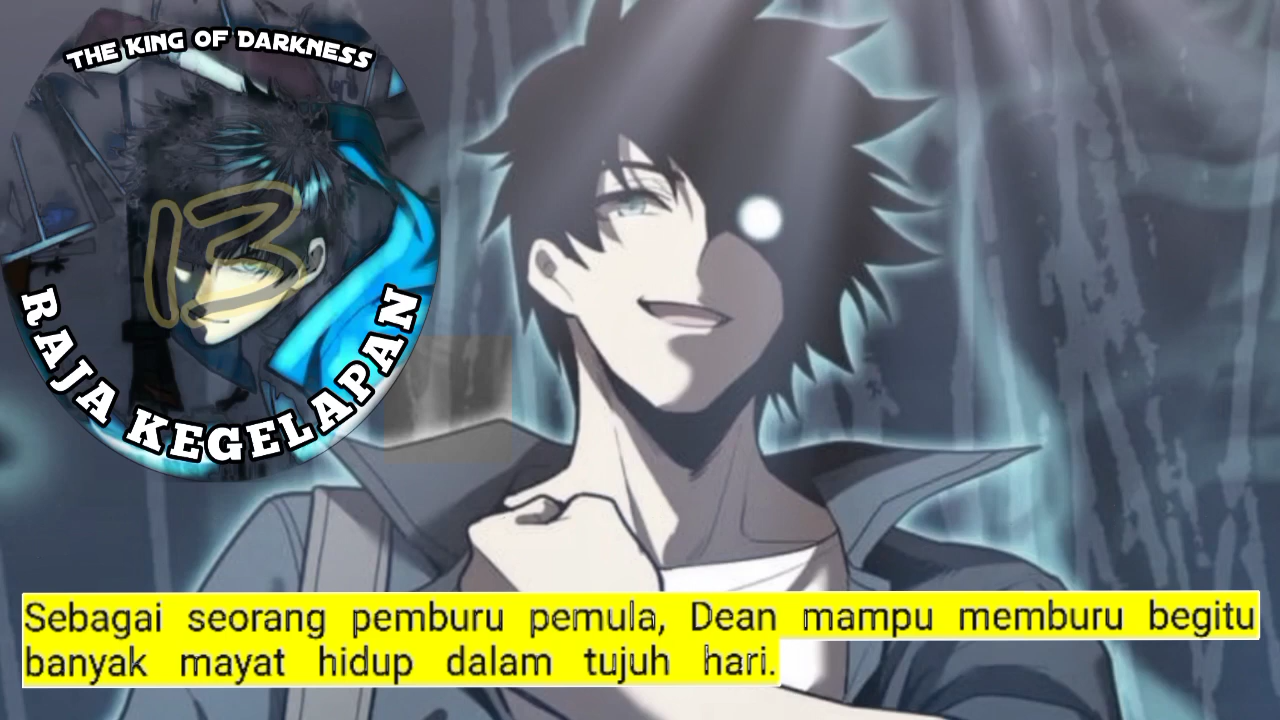 THE KING OF DARKNESS
13
RAJA KEGELAPAN
Sebagai seorang pemburu pemula, Dean mampu memburu begitu
banyak mayat hidup dalam tujuh hari.